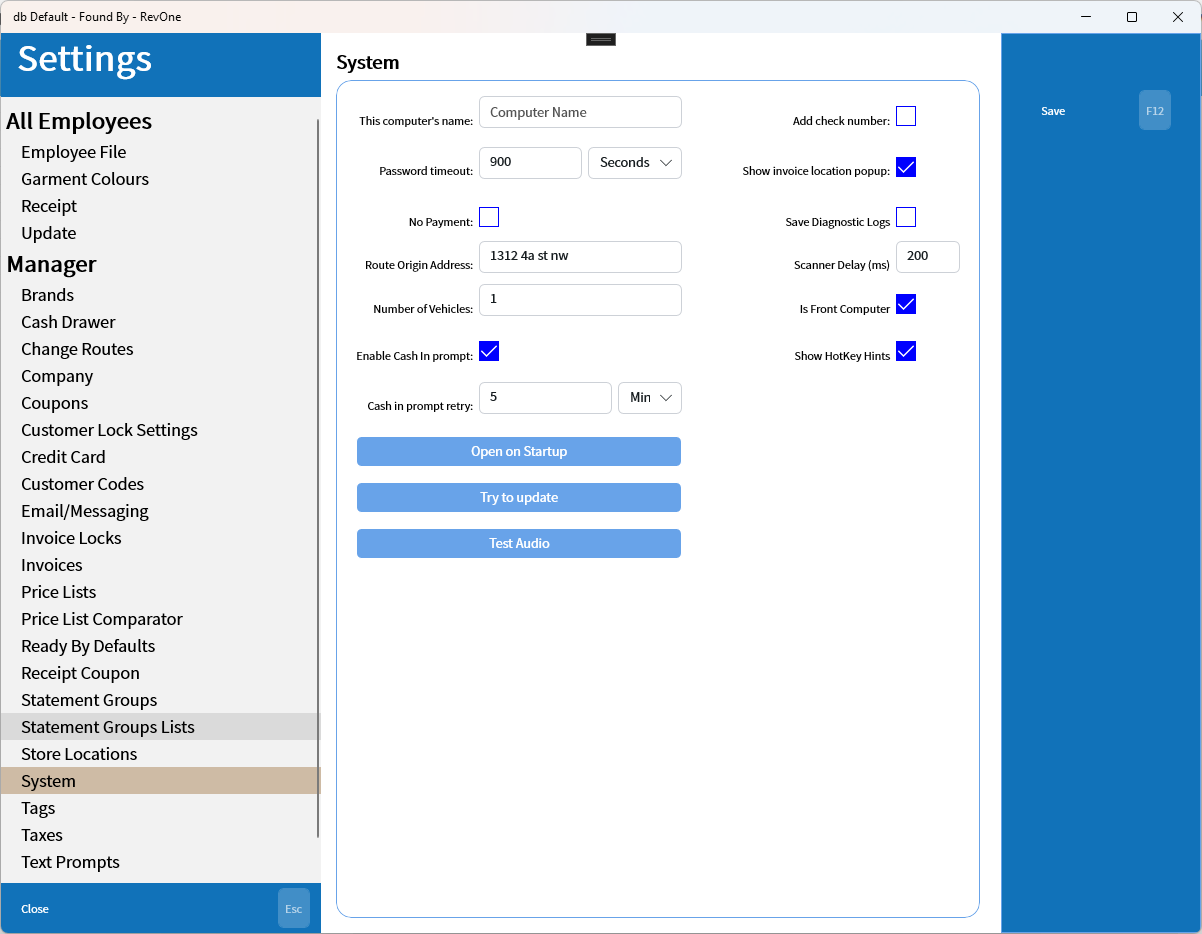 db Default - Found By - RevOne
Settings
All Employees
Employee File
Garment Colours
Receipt
Update
Manager
Brands
Cash Drawer
Change Routes
Company
Coupons
Customer Lock Settings
Credit Card
Customer Codes
Email/Messaging
Invoice Locks
Invoices
Price Lists
Price List Comparator
Ready By Defaults
Receipt Coupon
Statement Groups
Statement Groups Lists
Store Locations
System
Tags
Taxes
Text Prompts
Close Esc
System
This computer's name: Computer Name
Password timeout: 900 Seconds
No Payment:
Route Origin Address: 1312 4a st nw
Number of Vehicles: 1
Enable Cash In prompt:
Cash in prompt retry: 5 Min
Open on Startup
Try to update
Test Audio
Add check number:
Show invoice location popup:
Save Diagnostic Logs
Scanner Delay (ms) 200
Is Front Computer
Show HotKey Hints
Save F12